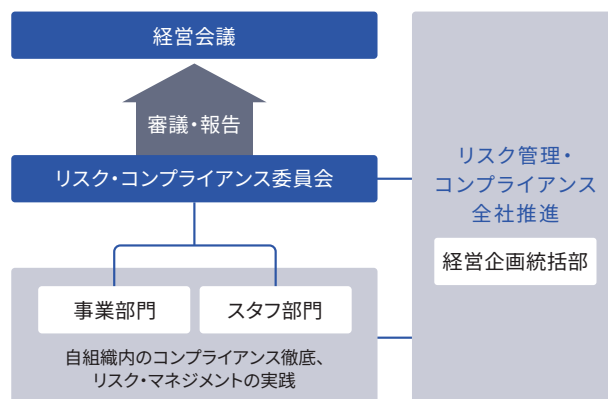 経営会議
審議・報告
リスク・コンプライアンス委員会
事業部門
スタフ部門
自組織内のコンプライアンス徹底、
リスク・マネジメントの実践
リスク管理・
コンプライアンス
全社推進
経営企画統括部